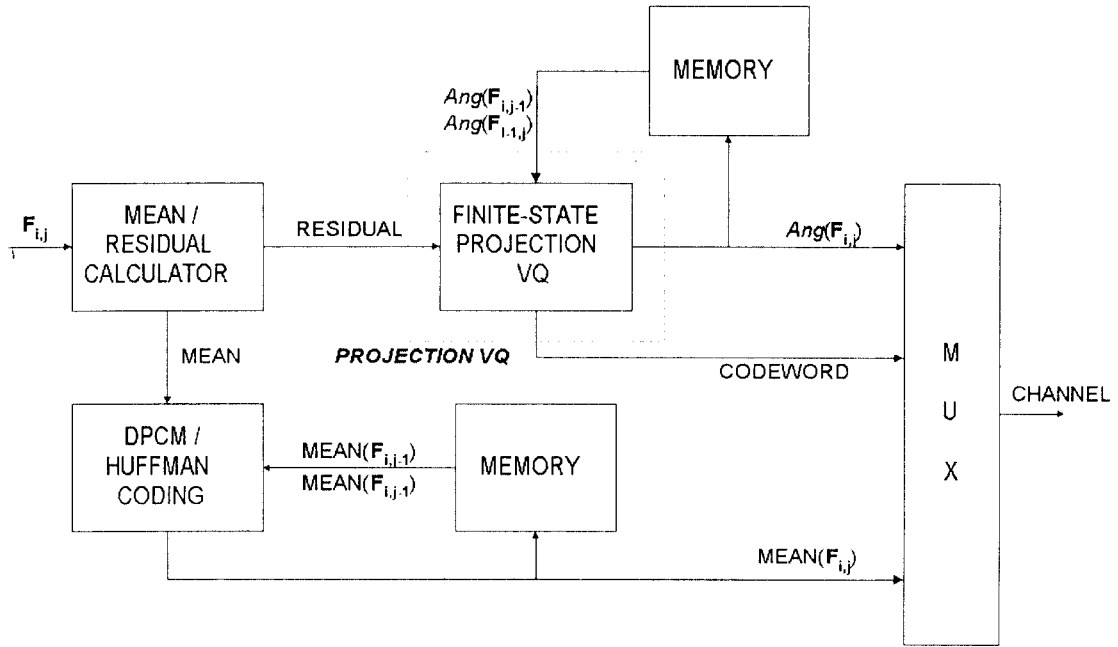 MEMORY
Ang(F_{i,j-1})
Ang(F_{i-1,j})
F_{i,j}
MEAN /
RESIDUAL
CALCULATOR
RESIDUAL
FINITE-STATE
PROJECTION
VQ
Ang(F_{i,j})
MEAN
PROJECTION VQ
CODEWORD
M
U
X
CHANNEL
DPCM /
HUFFMAN
CODING
MEAN(F_{i,j-1})
MEAN(F_{i,j-1})
MEMORY
MEAN(F_{i,j})